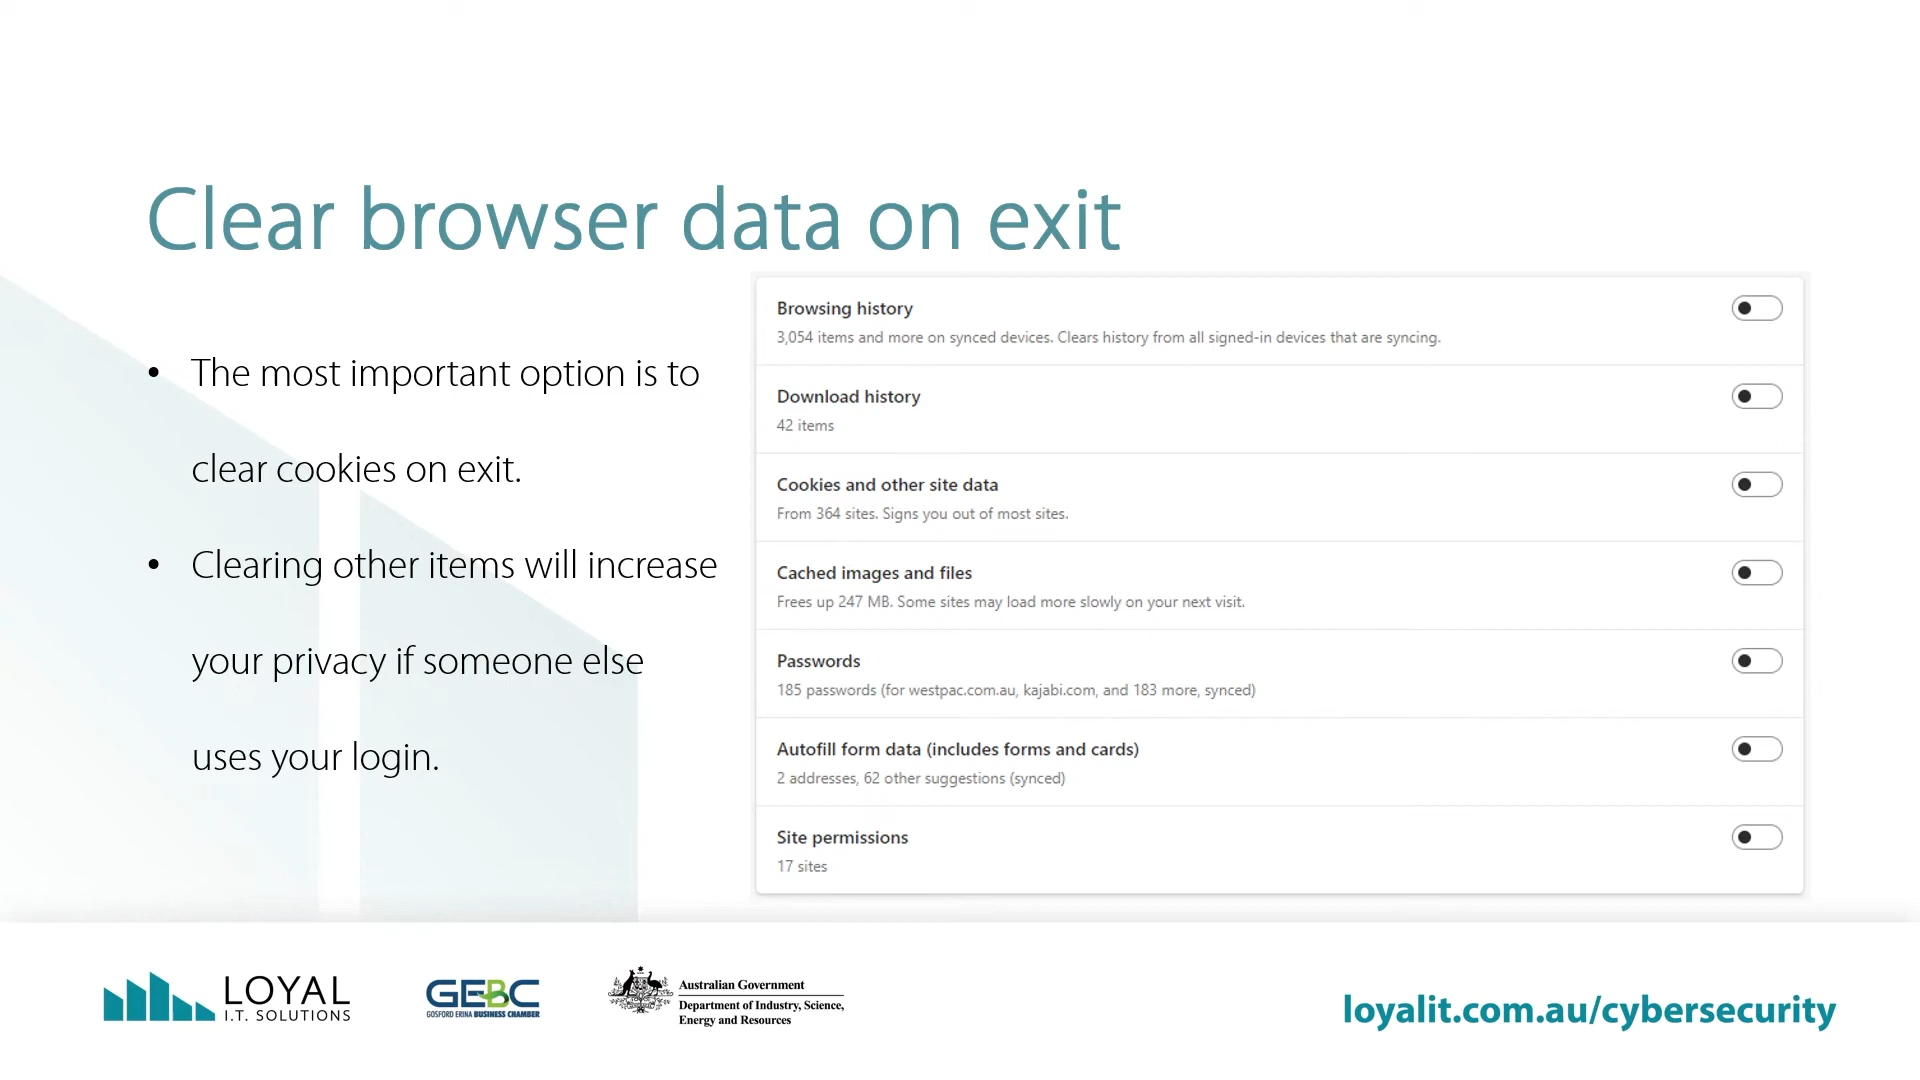 Clear browser data on exit
• The most important option is to
clear cookies on exit.
• Clearing other items will increase
your privacy if someone else
uses your login.
Browsing history
3,054 items and more on synced devices. Clears history from all signed-in devices that are syncing.
Download history
42 items
Cookies and other site data
From 364 sites. Signs you out of most sites.
Cached images and files
Frees up 247 MB. Some sites may load more slowly on your next visit.
Passwords
185 passwords (for westpac.com.au, kajabi.com, and 183 more, synced)
Autofill form data (includes forms and cards)
2 addresses, 62 other suggestions (synced)
Site permissions
17 sites
LOYAL
I.T. SOLUTIONS
GEBC
GOSFORD ERINA BUSINESS CHAMBER
Australian Government
Department of Industry, Science,
Energy and Resources
loyalit.com.au/cybersecurity